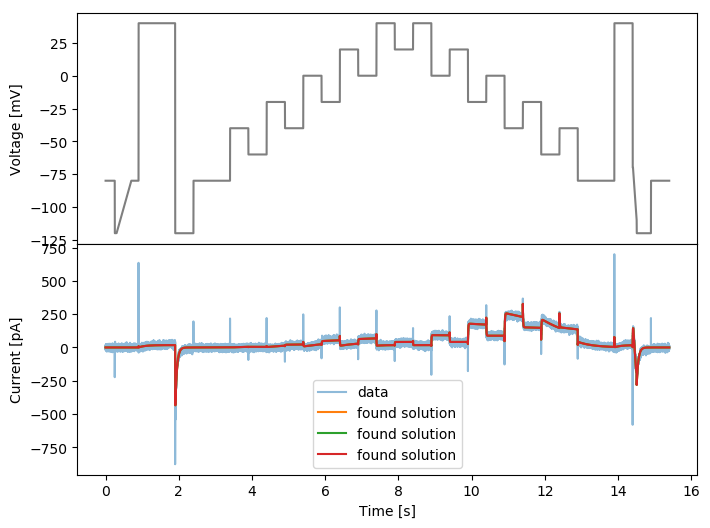 Voltage [mV]
25
0
−25
−50
−75
−100
−125
Current [pA]
750
500
250
0
−250
−500
−750
data
found solution
found solution
found solution
0 2 4 6 8 10 12 14 16
Time [s]